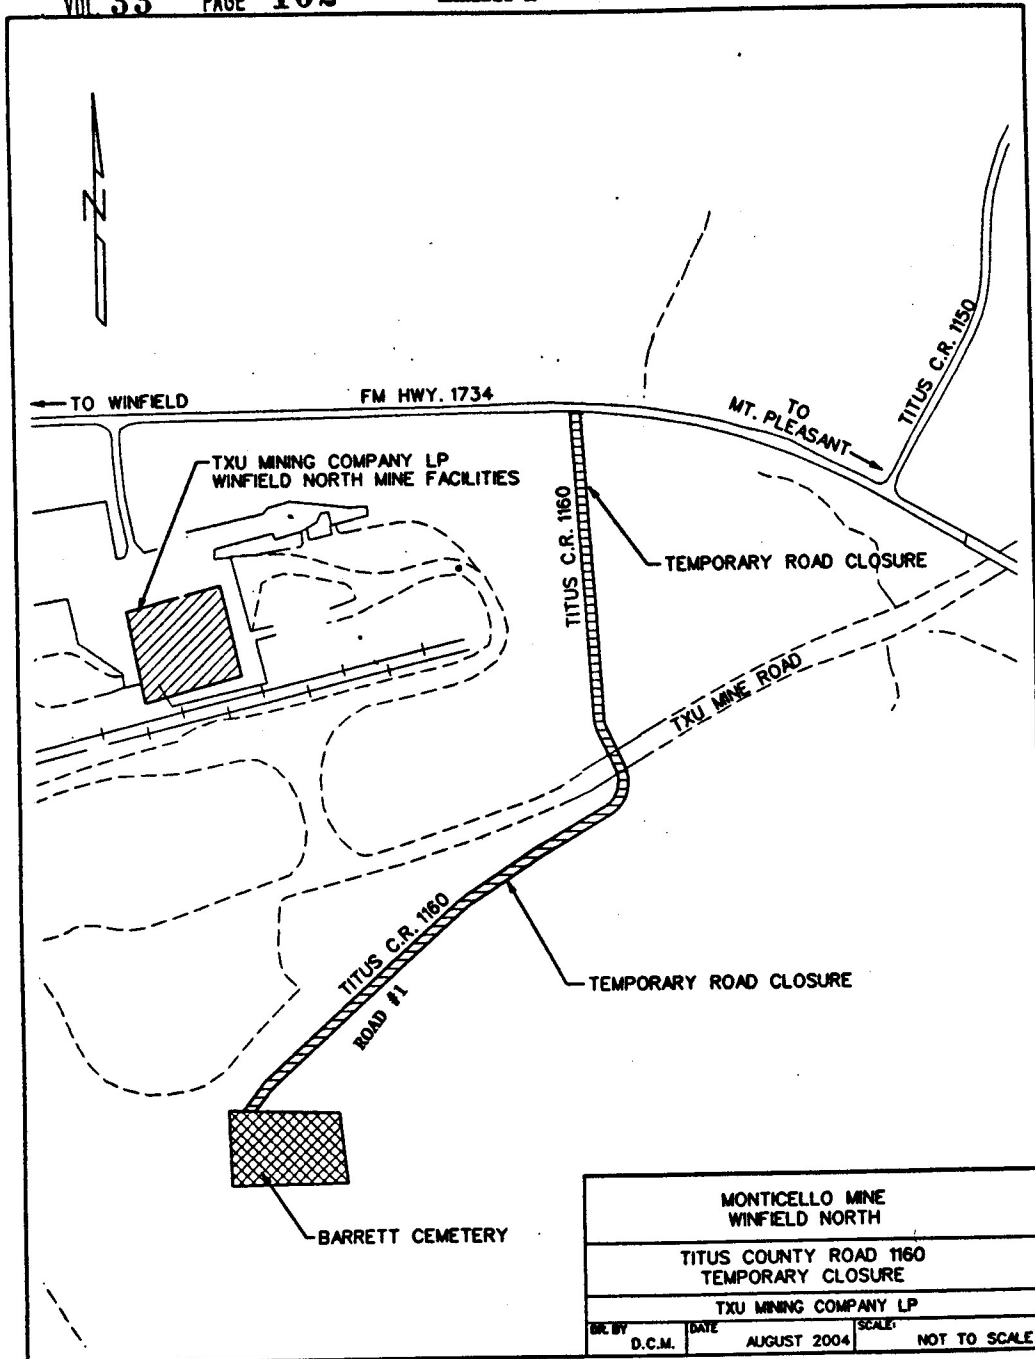 VOL 33 PAGE 162
N
TO WINFIELD
FM HWY. 1734
TO
MT. PLEASANT
TITUS C.R. 1150
TXU MINING COMPANY LP
WINFIELD NORTH MINE FACILITIES
TITUS C.R. 1160
TEMPORARY ROAD CLOSURE
TXU MINE ROAD
TITUS C.R. 1160
ROAD #1
TEMPORARY ROAD CLOSURE
BARRETT CEMETERY
MONTICELLO MINE
WINFIELD NORTH
TITUS COUNTY ROAD 1160
TEMPORARY CLOSURE
TXU MINING COMPANY LP
DR. BY D.C.M. DATE AUGUST 2004 SCALE: NOT TO SCALE